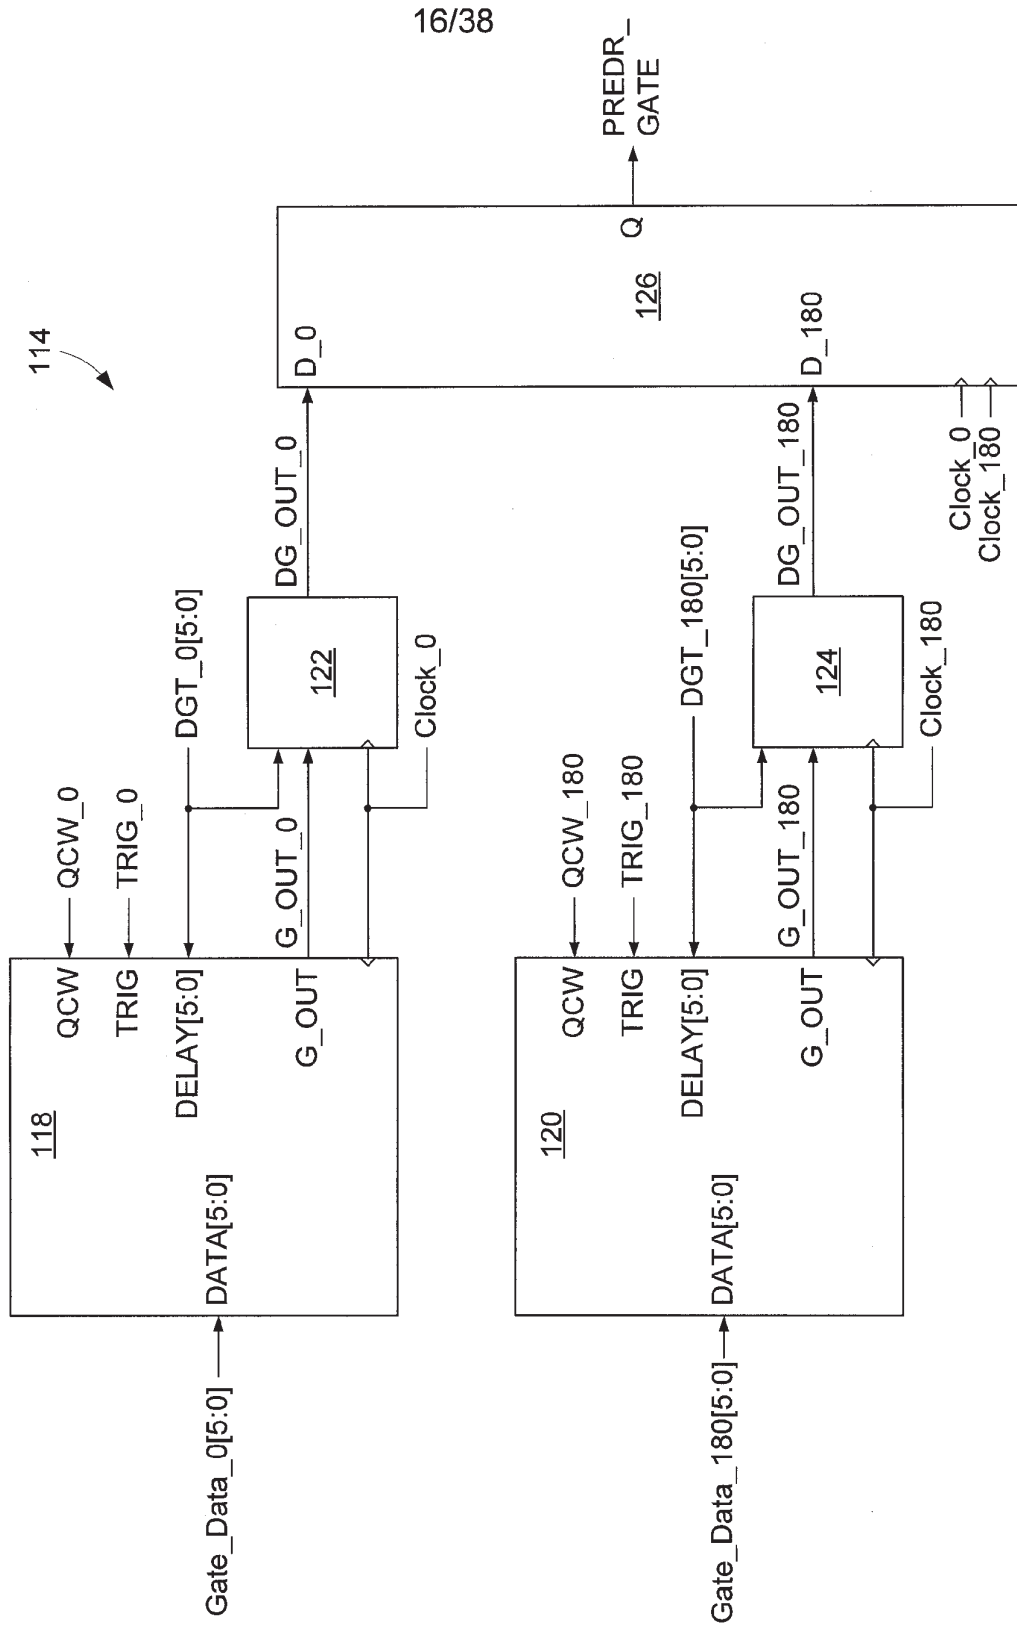 16/38
114
Gate_Data_0[5:0]
118
DATA[5:0]
QCW
TRIG
DELAY[5:0]
G_OUT
QCW_0
TRIG_0
DGT_0[5:0]
G_OUT_0
Clock_0
122
DG_OUT_0
Gate_Data_180[5:0]
120
DATA[5:0]
QCW
TRIG
DELAY[5:0]
G_OUT
QCW_180
TRIG_180
DGT_180[5:0]
G_OUT_180
Clock_180
124
DG_OUT_180
D_0
D_180
126
Q
Clock_0
Clock_180
PREDR_
GATE